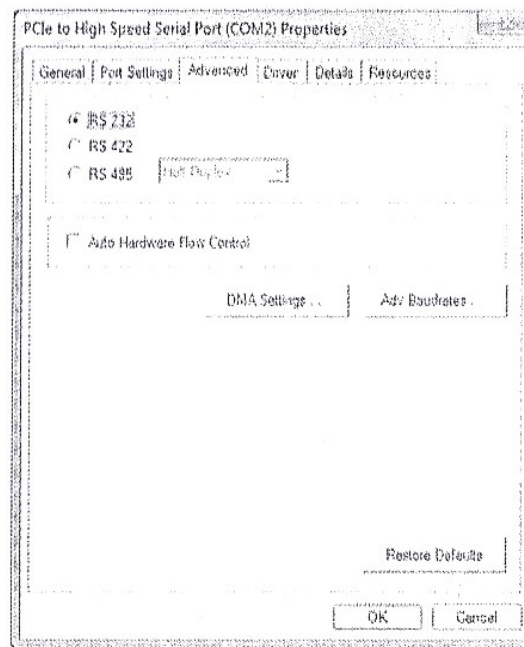 PCIe to High Speed Serial Port (COM2) Properties
General Port Settings Advanced Driver Details Resources
RS 232
RS 422
RS 485 Half Duplex
Auto Hardware Flow Control
DMA Settings . . Adv Baudrates .
Restore Defaults
OK Cancel